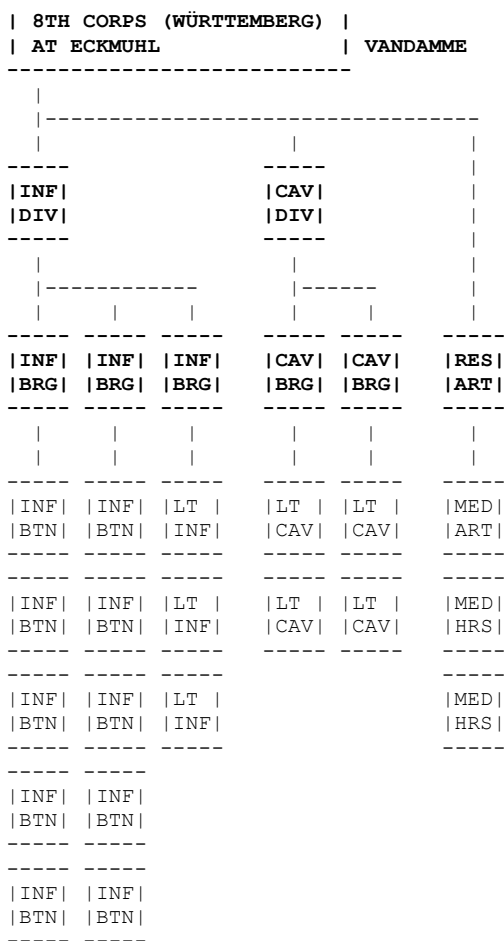 | 8TH CORPS (WÜRTTEMBERG) |
| AT ECKMUHL              | VANDAMME
---------------------------
  |
  |----------------------------------
  |                   |             |
-----               -----           |
|INF|               |CAV|           |
|DIV|               |DIV|           |
-----               -----           |
  |                   |             |
  |------------       |------       |
  |     |     |       |     |       |
----- ----- -----   ----- -----   -----
|INF| |INF| |INF|   |CAV| |CAV|   |RES|
|BRG| |BRG| |BRG|   |BRG| |BRG|   |ART|
----- ----- -----   ----- -----   -----
  |     |     |       |     |       |
  |     |     |       |     |       |
----- ----- -----   ----- -----   -----
|INF| |INF| |LT |   |LT | |LT |   |MED|
|BTN| |BTN| |INF|   |CAV| |CAV|   |ART|
----- ----- -----   ----- -----   -----
----- ----- -----   ----- -----   -----
|INF| |INF| |LT |   |LT | |LT |   |MED|
|BTN| |BTN| |INF|   |CAV| |CAV|   |HRS|
----- ----- -----   ----- -----   -----
----- ----- -----                 -----
|INF| |INF| |LT |                 |MED|
|BTN| |BTN| |INF|                 |HRS|
----- ----- -----                 -----
----- -----
|INF| |INF|
|BTN| |BTN|
----- -----
----- -----
|INF| |INF|
|BTN| |BTN|
----- -----